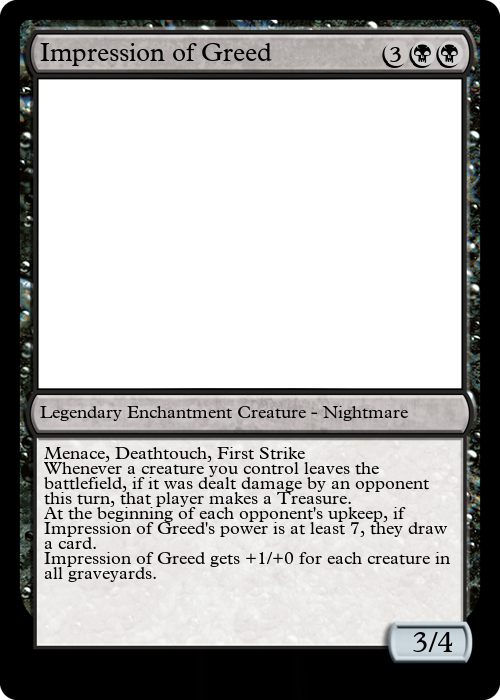 Impression of Greed 3
Legendary Enchantment Creature - Nightmare
Menace, Deathtouch, First Strike
Whenever a creature you control leaves the
battlefield, if it was dealt damage by an opponent
this turn, that player makes a Treasure.
At the beginning of each opponent's upkeep, if
Impression of Greed's power is at least 7, they draw
a card.
Impression of Greed gets +1/+0 for each creature in
all graveyards.
3/4